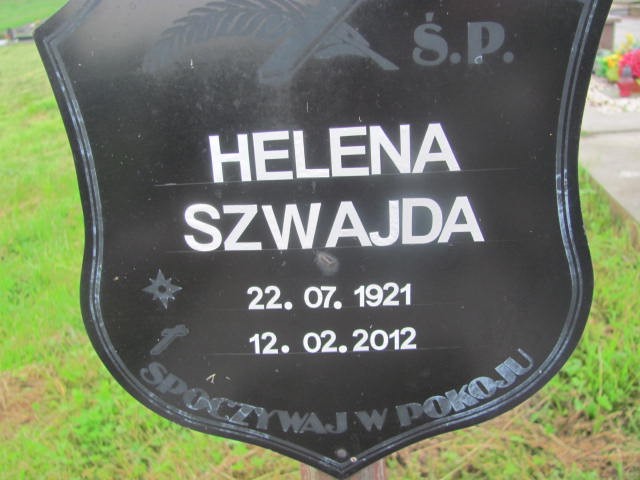 Ś.P.
HELENA
SZWAJDA
22. 07. 1921
12. 02. 2012
SPOCZYWAJ W POKOJU